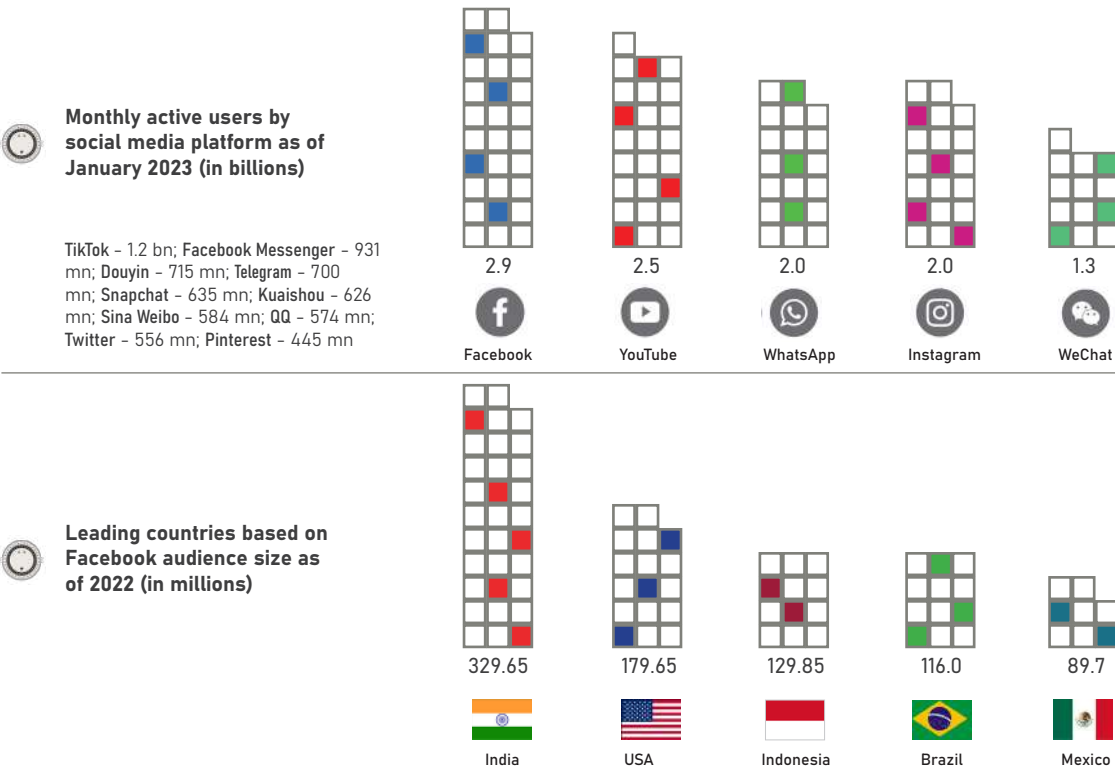 Monthly active users by
social media platform as of
January 2023 (in billions)
TikTok - 1.2 bn; Facebook Messenger - 931
mn; Douyin - 715 mn; Telegram - 700
mn; Snapchat - 635 mn; Kuaishou - 626
mn; Sina Weibo - 584 mn; QQ - 574 mn;
Twitter - 556 mn; Pinterest - 445 mn
2.9 2.5 2.0 2.0 1.3
Facebook YouTube WhatsApp Instagram WeChat
Leading countries based on
Facebook audience size as
of 2022 (in millions)
329.65 179.65 129.85 116.0 89.7
India USA Indonesia Brazil Mexico